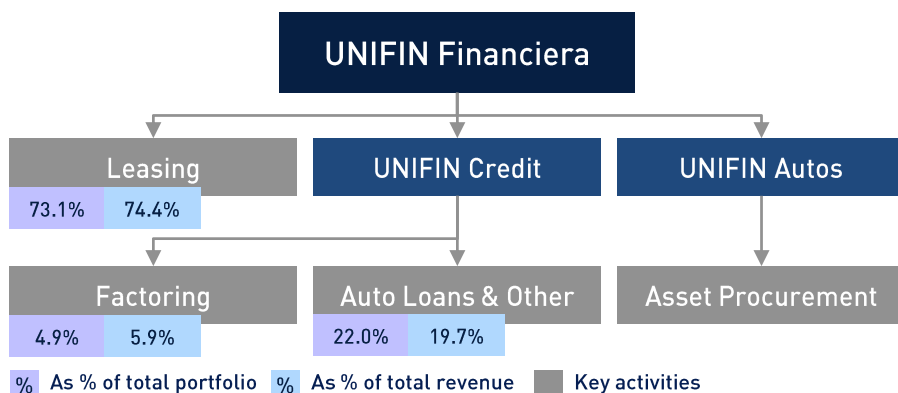 UNIFIN Financiera
Leasing
UNIFIN Credit
UNIFIN Autos
73.1%
74.4%
Factoring
Auto Loans & Other
Asset Procurement
4.9%
5.9%
22.0%
19.7%
% As % of total portfolio
% As % of total revenue
Key activities